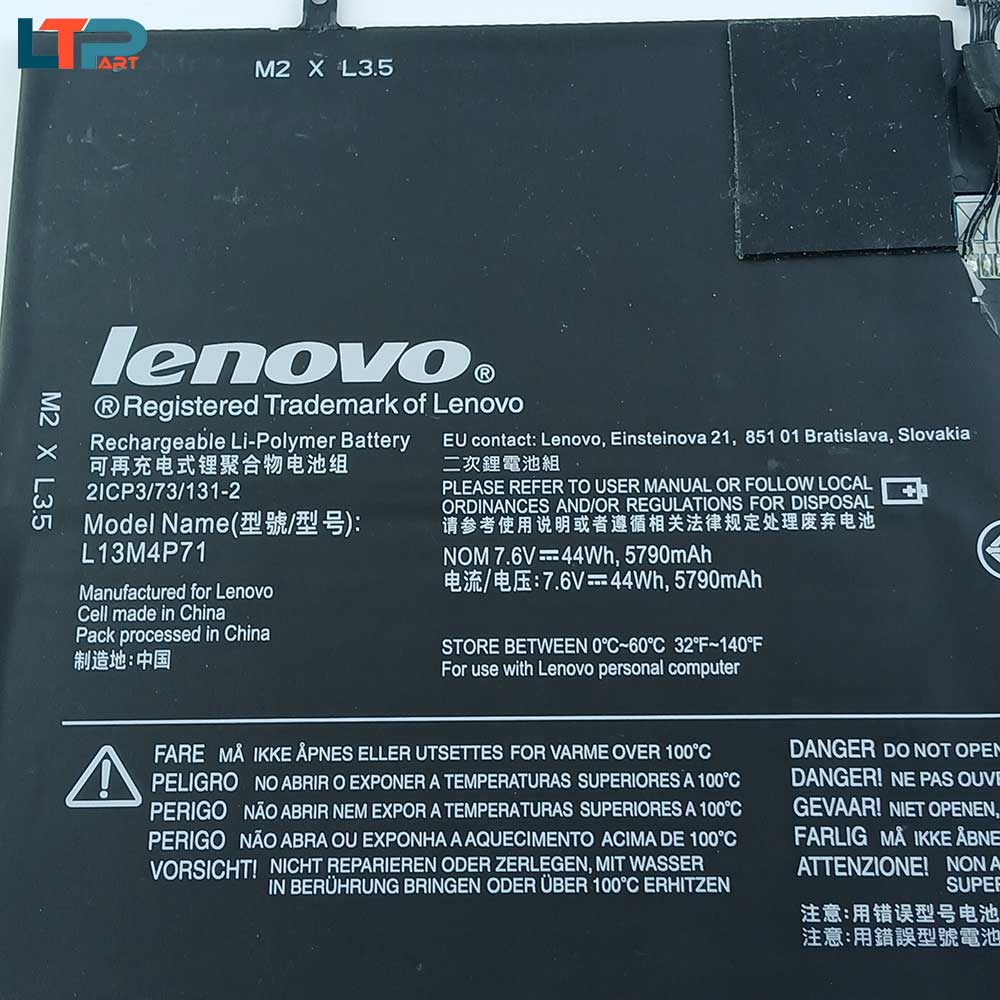 LTP ART
M2 X L3.5
lenovo®
®Registered Trademark of Lenovo
M2 X L3.5
Rechargeable Li-Polymer Battery
可再充电式锂聚合物电池组
2ICP3/73/131-2
Model Name(型號/型号):
L13M4P71
Manufactured for Lenovo
Cell made in China
Pack processed in China
制造地:中国
EU contact: Lenovo, Einsteinova 21, 851 01 Bratislava, Slovakia
二次鋰電池組
PLEASE REFER TO USER MANUAL OR FOLLOW LOCAL
ORDINANCES AND/OR REGULATIONS FOR DISPOSAL
请参考使用说明或者遵循相关法律规定处理废弃电池
NOM 7.6V⎓44Wh, 5790mAh
电流/电压:7.6V⎓44Wh, 5790mAh
STORE BETWEEN 0℃~60℃ 32℉~140℉
For use with Lenovo personal computer
FARE MÅ IKKE ÅPNES ELLER UTSETTES FOR VARME OVER 100℃
PELIGRO NO ABRIR O EXPONER A TEMPERATURAS SUPERIORES A 100℃
PERIGO NÃO ABRIR NEM EXPOR A TEMPERATURAS SUPERIORES A 100℃
PERIGO NÃO ABRA OU EXPONHA A AQUECIMENTO ACIMA DE 100℃
VORSICHT! NICHT REPARIEREN ODER ZERLEGEN, MIT WASSER
IN BERÜHRUNG BRINGEN ODER ÜBER 100℃ ERHITZEN
DANGER DO NOT OPEN
DANGER! NE PAS OUV
GEVAAR! NIET OPENEN,
FARLIG MÅ IKKE ÅBNE
ATTENZIONE! NON A
SUPER
注意:用错误型号电池
注意:用錯誤型號電池